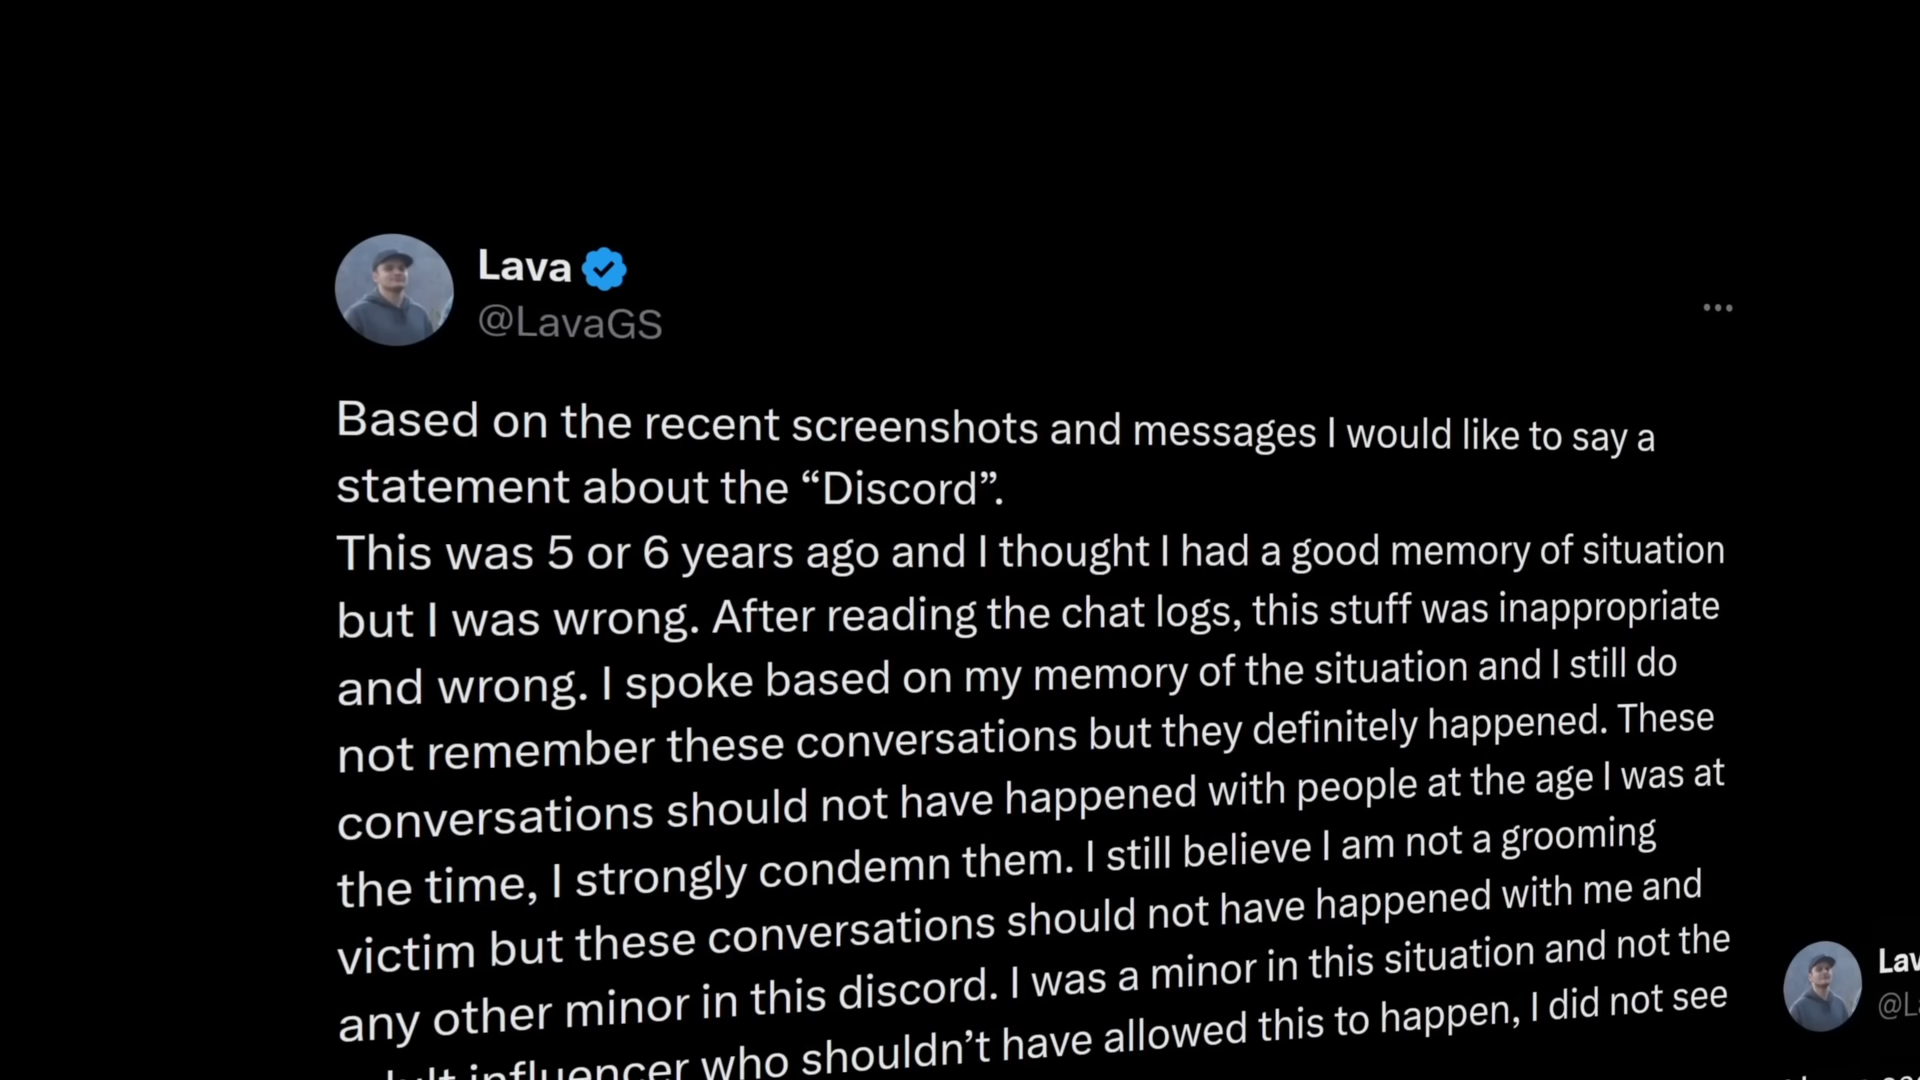 Lava
@LavaGS
Based on the recent screenshots and messages I would like to say a
statement about the “Discord”.
This was 5 or 6 years ago and I thought I had a good memory of situation
but I was wrong. After reading the chat logs, this stuff was inappropriate
and wrong. I spoke based on my memory of the situation and I still do
not remember these conversations but they definitely happened. These
conversations should not have happened with people at the age I was at
the time, I strongly condemn them. I still believe I am not a grooming
victim but these conversations should not have happened with me and
any other minor in this discord. I was a minor in this situation and not the
influencer who shouldn’t have allowed this to happen, I did not see
Lav
@La